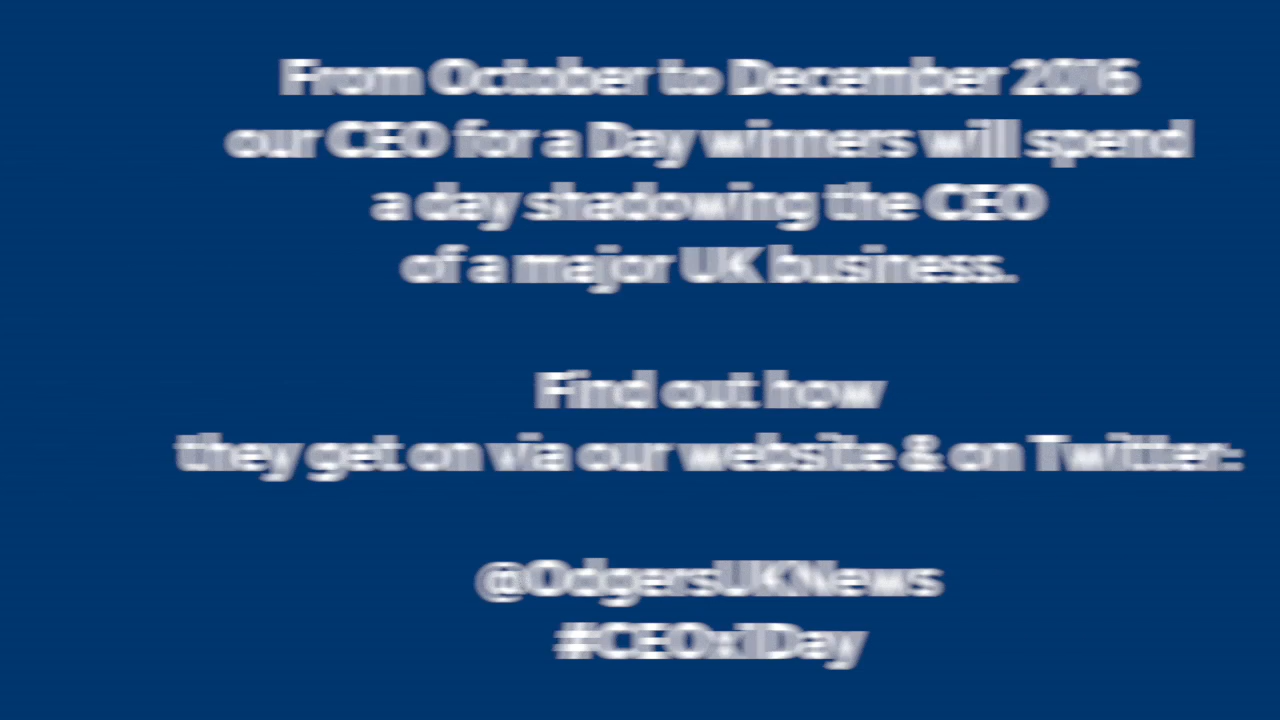 From October to December 2016
our CEO for a Day winners will spend
a day shadowing the CEO
of a major UK business.
Find out how
they get on via our website & on Twitter:
@OdgersUKNews
#CEOx1Day